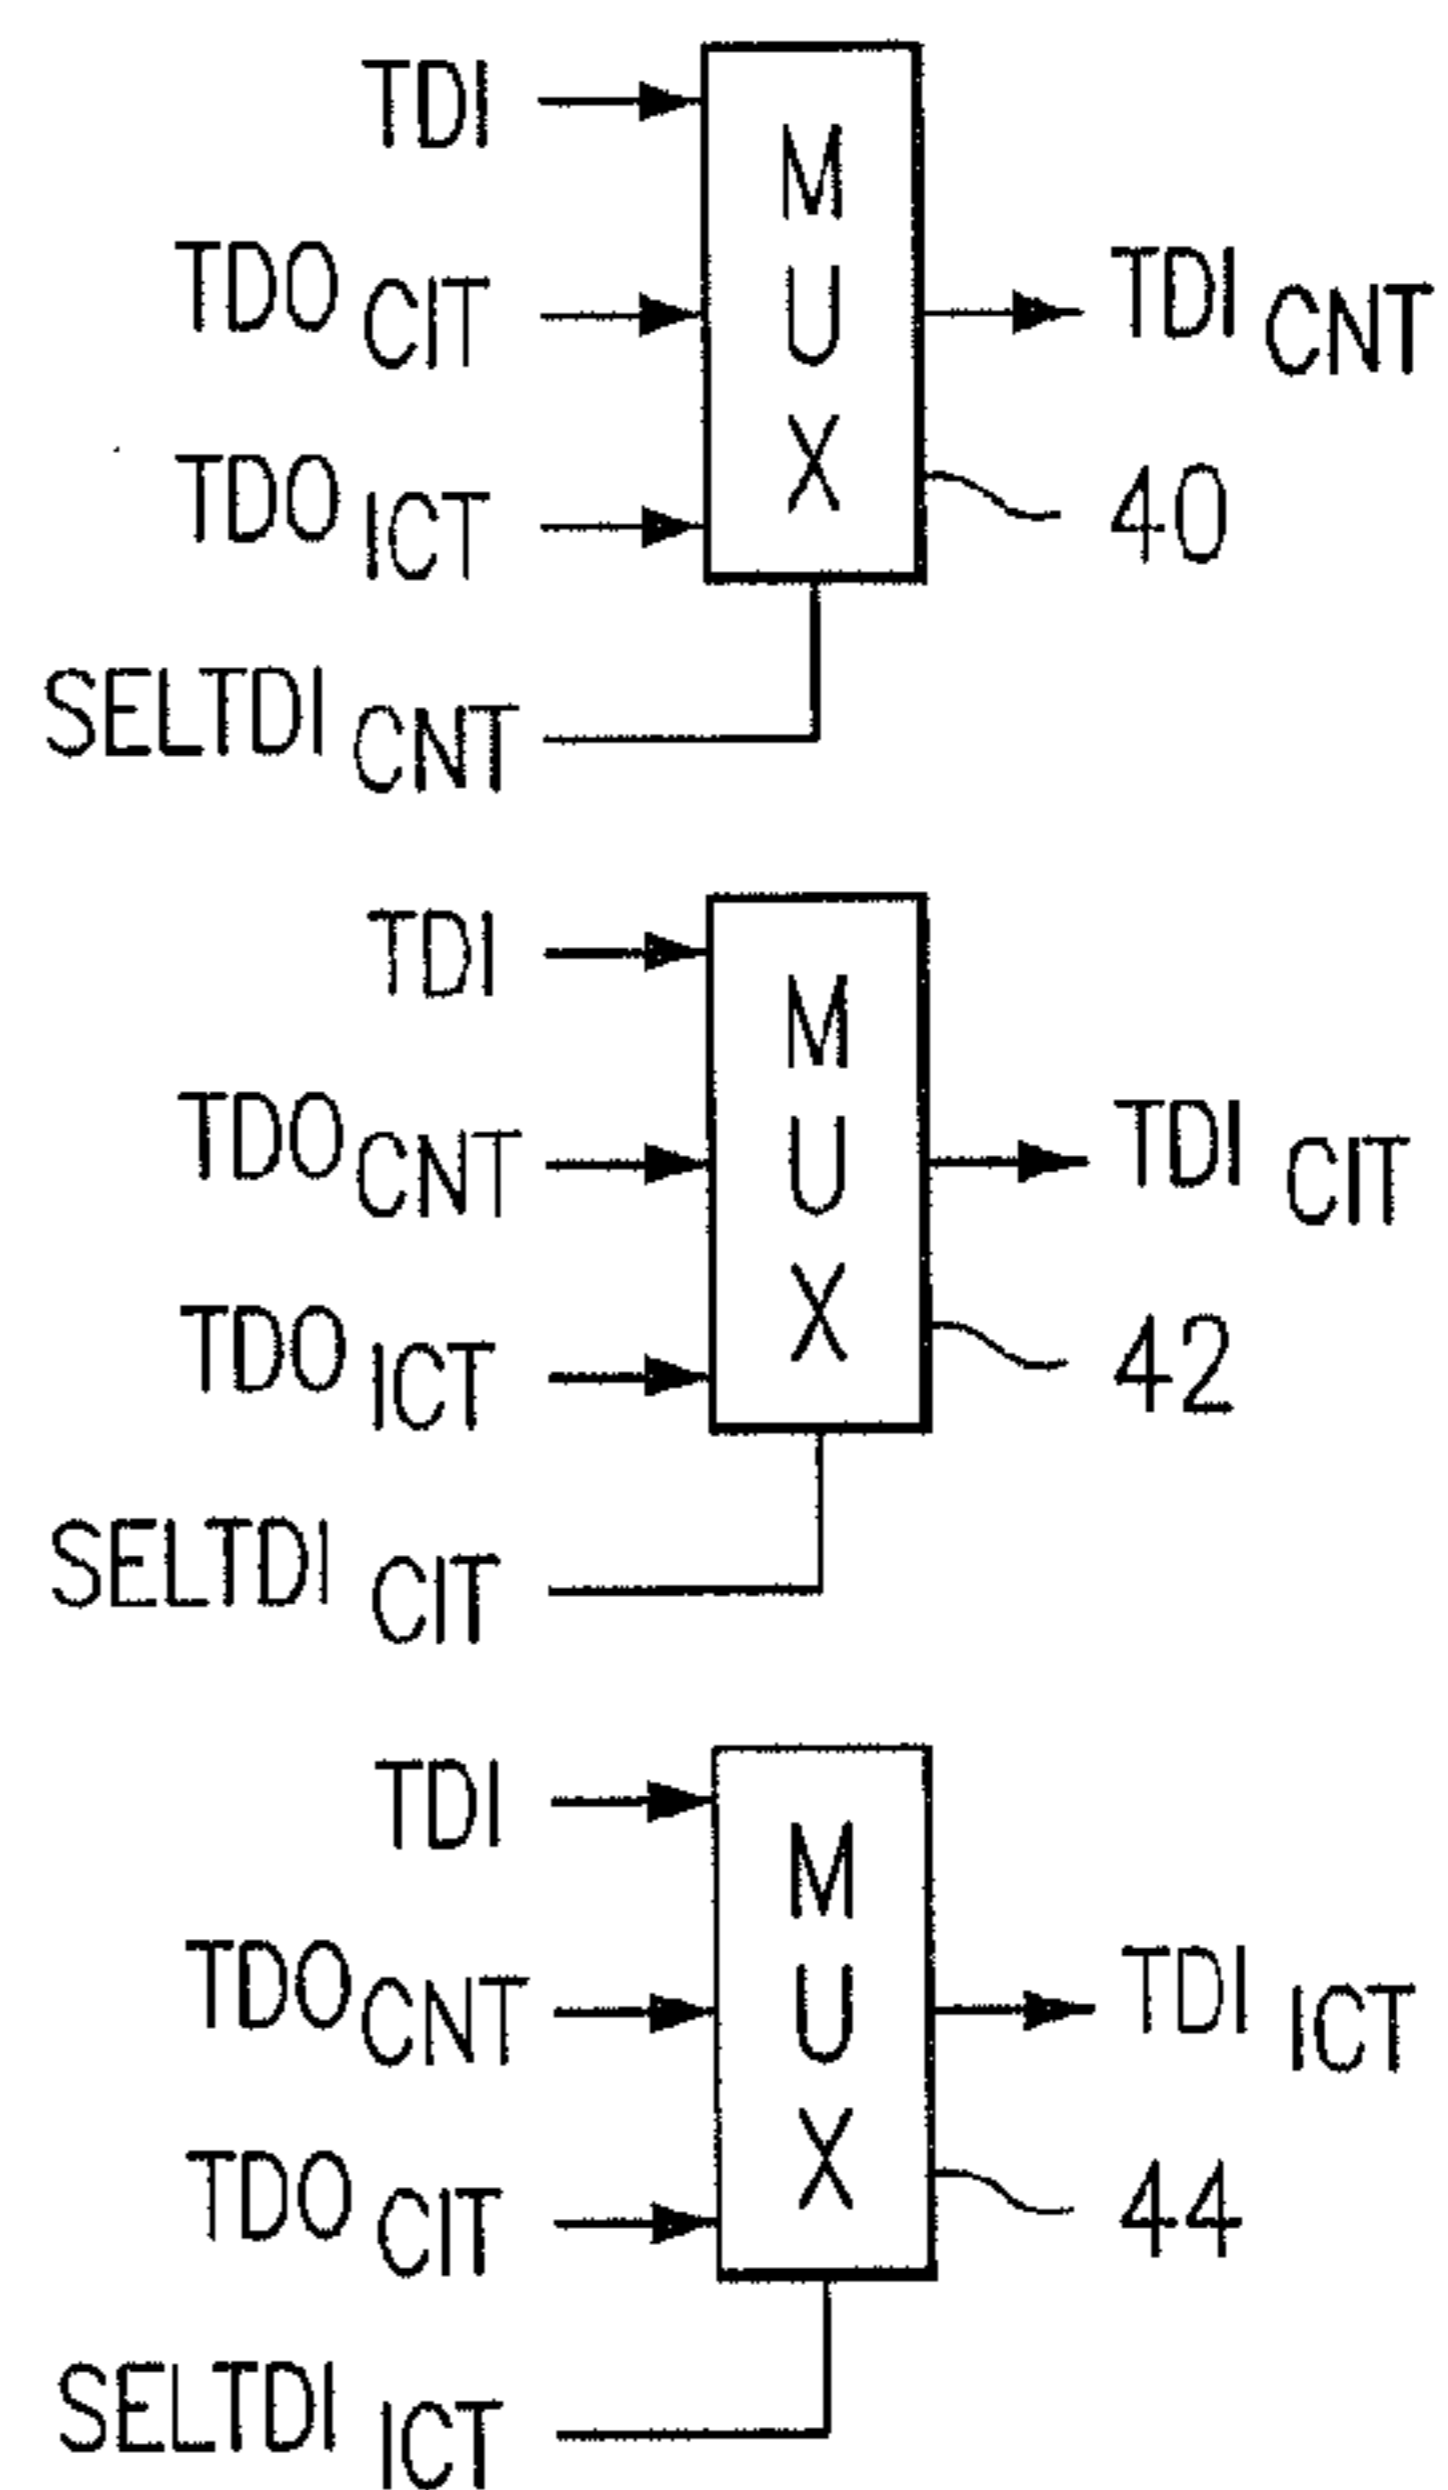 TDI
M
TDO CIT
U
TDI CNT
TDO ICT
X
40
SELTDI CNT
TDI
M
TDO CNT
U
TDI CIT
TDO ICT
X
42
SELTDI CIT
TDI
M
TDO CNT
U
TDI ICT
TDO CIT
X
44
SELTDI ICT